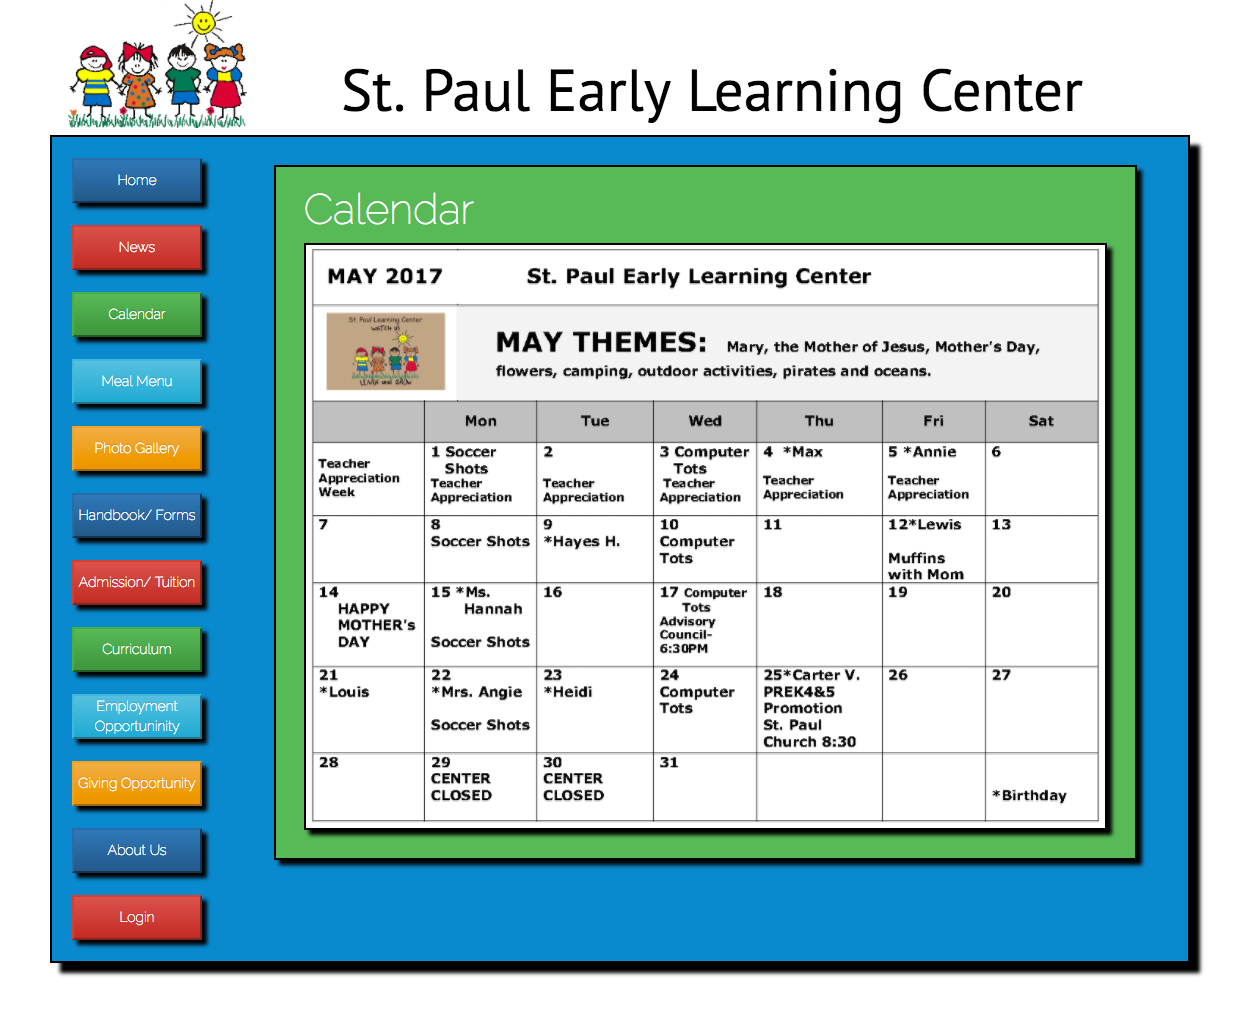 St. Paul Early Learning Center
Home
News
Calendar
Meal Menu
Photo Gallery
Handbook/ Forms
Admission/ Tuition
Curriculum
Employment
Opportuninity
Giving Opportunity
About Us
Login
Calendar
MAY 2017 St. Paul Early Learning Center
St. Paul Learning Center
WATCH US
LEARN and GROW
MAY THEMES: Mary, the Mother of Jesus, Mother's Day,
flowers, camping, outdoor activities, pirates and oceans.
Mon Tue Wed Thu Fri Sat
Teacher
Appreciation
Week
1 Soccer
Shots
Teacher
Appreciation
2
Teacher
Appreciation
3 Computer
Tots
Teacher
Appreciation
4 *Max
Teacher
Appreciation
5 *Annie
Teacher
Appreciation
6
7
8
Soccer Shots
9
*Hayes H.
10
Computer
Tots
11
12*Lewis
Muffins
with Mom
13
14
HAPPY
MOTHER's
DAY
15 *Ms.
Hannah
Soccer Shots
16
17 Computer
Tots
Advisory
Council-
6:30PM
18
19
20
21
*Louis
22
*Mrs. Angie
Soccer Shots
23
*Heidi
24
Computer
Tots
25*Carter V.
PREK4&5
Promotion
St. Paul
Church 8:30
26
27
28
29
CENTER
CLOSED
30
CENTER
CLOSED
31
*Birthday